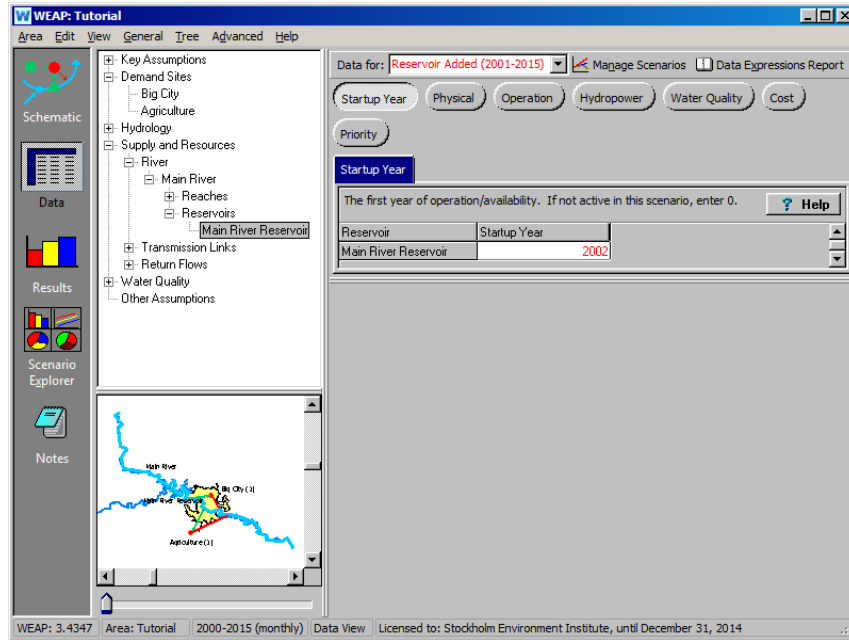 WEAP: Tutorial
Area Edit View General Tree Advanced Help
Schematic
Data
Results
Scenario
Explorer
Notes
Key Assumptions
Demand Sites
Big City
Agriculture
Hydrology
Supply and Resources
River
Main River
Reaches
Reservoirs
Main River Reservoir
Transmission Links
Return Flows
Water Quality
Other Assumptions
Main River
Big City (1)
Main River Reservoir
Data for: Reservoir Added (2001-2015) Manage Scenarios Data Expressions Report
Startup Year Physical Operation Hydropower Water Quality Cost
Priority
Startup Year
The first year of operation/availability. If not active in this scenario, enter 0. ? Help
Reservoir Startup Year
Main River Reservoir 2002
WEAP: 3.4347 Area: Tutorial 2000-2015 (monthly) Data View Licensed to: Stockholm Environment Institute, until December 31, 2014